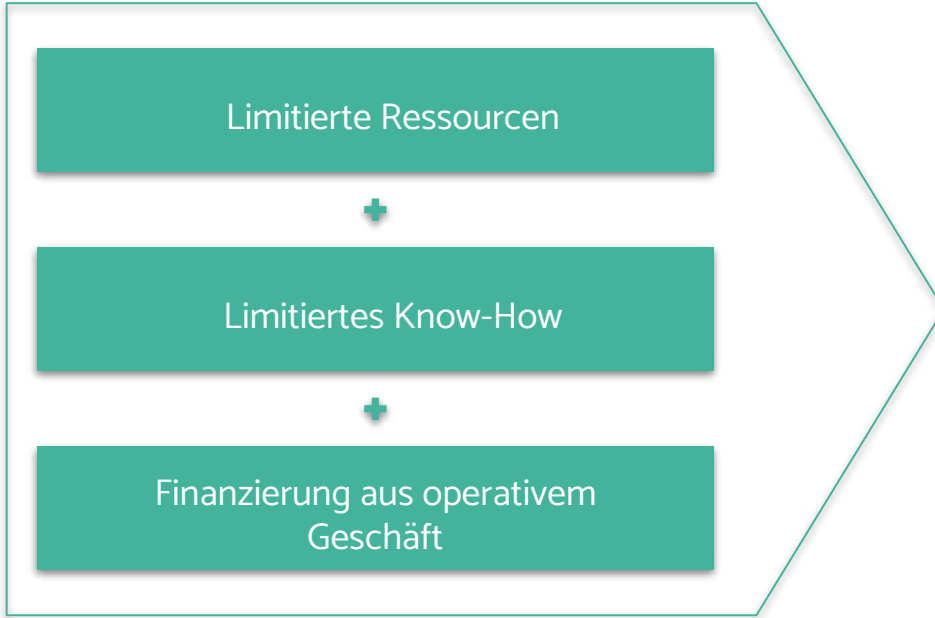 Limitierte Ressourcen
Limitiertes Know-How
Finanzierung aus operativem
Geschäft